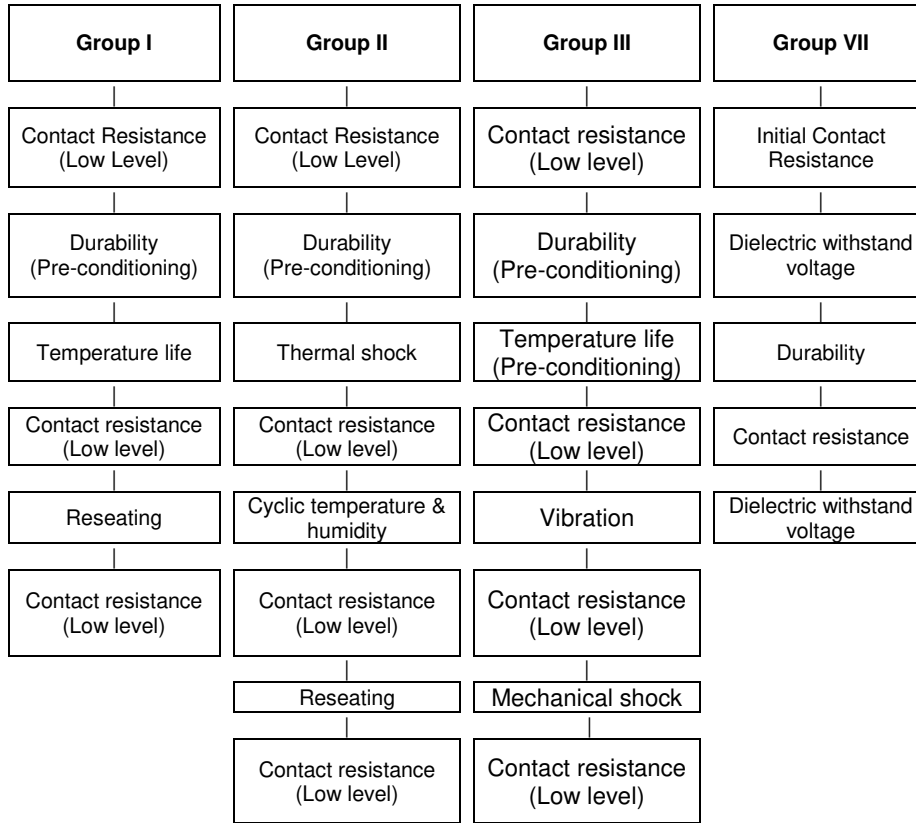 Group I
Contact Resistance
(Low Level)
Durability
(Pre-conditioning)
Temperature life
Contact resistance
(Low level)
Reseating
Contact resistance
(Low level)
Group II
Contact Resistance
(Low Level)
Durability
(Pre-conditioning)
Thermal shock
Contact resistance
(Low level)
Cyclic temperature &
humidity
Contact resistance
(Low level)
Reseating
Contact resistance
(Low level)
Group III
Contact resistance
(Low level)
Durability
(Pre-conditioning)
Temperature life
(Pre-conditioning)
Contact resistance
(Low level)
Vibration
Contact resistance
(Low level)
Mechanical shock
Contact resistance
(Low level)
Group VII
Initial Contact
Resistance
Dielectric withstand
voltage
Durability
Contact resistance
Dielectric withstand
voltage